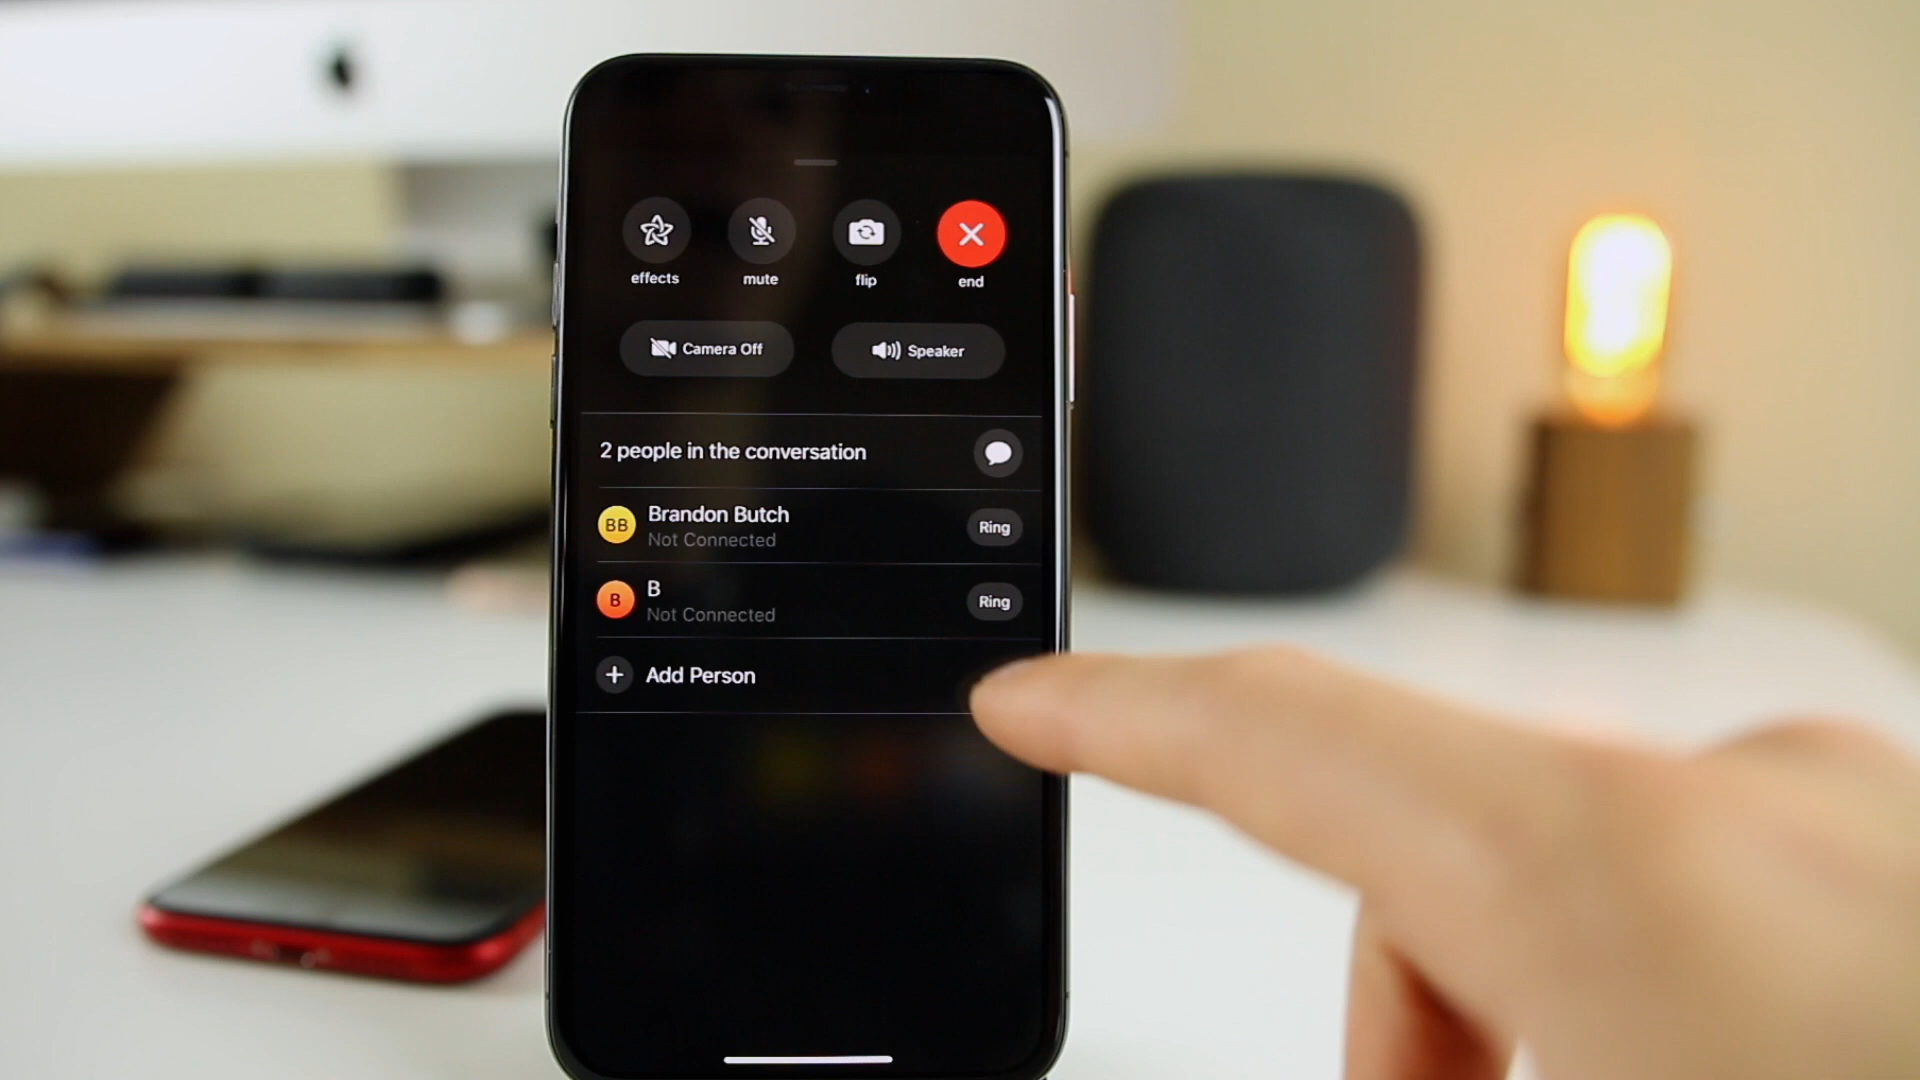 effects
mute
flip
end
Camera Off
Speaker
2 people in the conversation
BB
Brandon Butch
Not Connected
Ring
B
B
Not Connected
Ring
+ Add Person